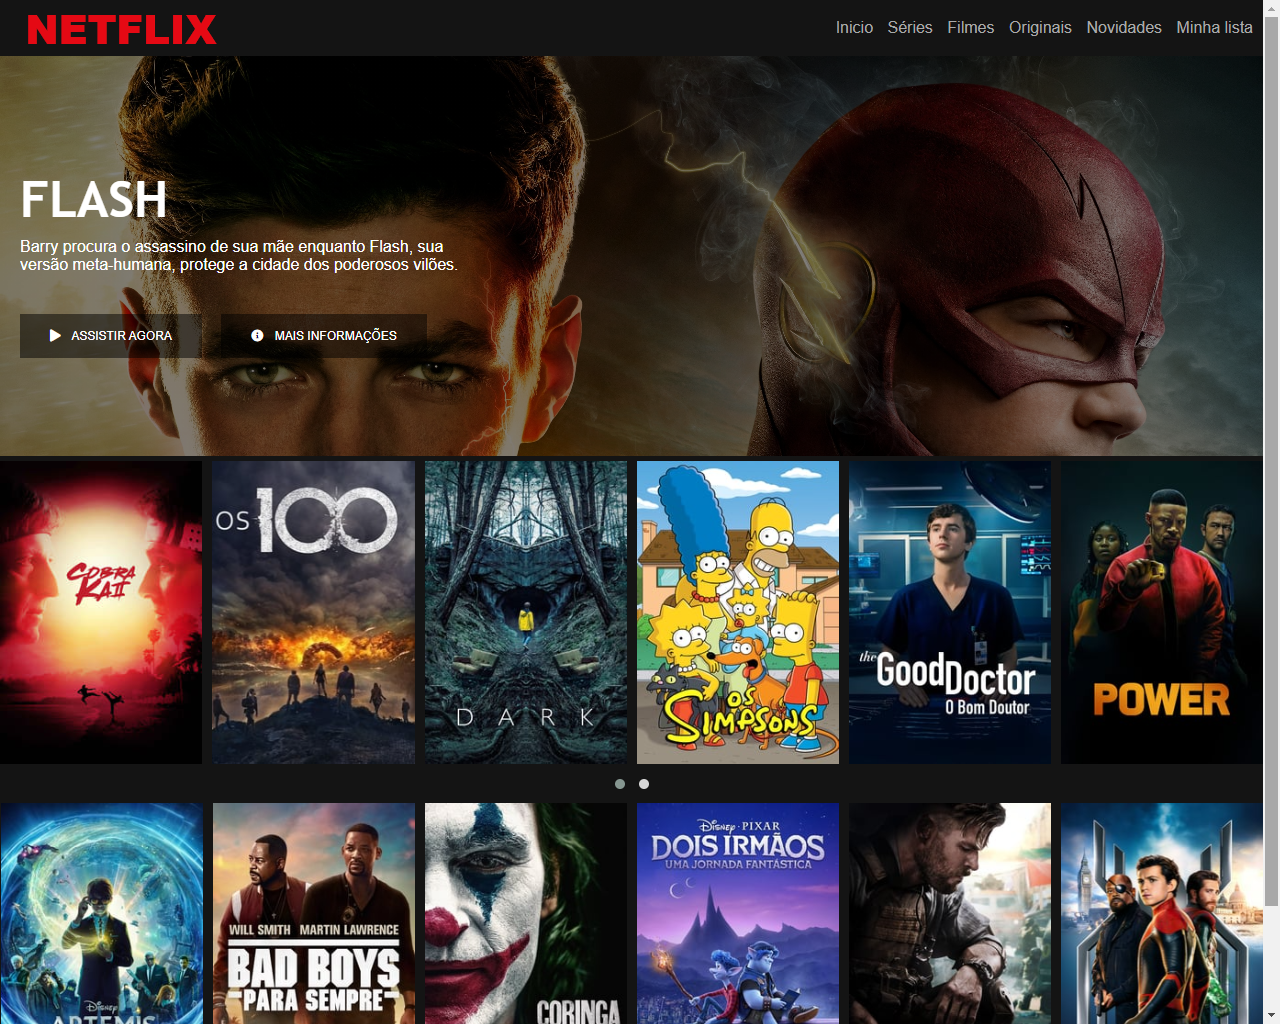 NETFLIX
Inicio Séries Filmes Originais Novidades Minha lista
FLASH
Barry procura o assassino de sua mãe enquanto Flash, sua
versão meta-humana, protege a cidade dos poderosos vilões.
ASSISTIR AGORA
MAIS INFORMAÇÕES
COBRA
KAI
OS 100
DARK
OS
SIMPSONS
the
Good Doctor
O Bom Doutor
POWER
Disney
ARTEMIS
WILL SMITH MARTIN LAWRENCE
BAD BOYS
PARA SEMPRE
CORINGA
Disney · PIXAR
DOIS IRMÃOS
UMA JORNADA FANTÁSTICA